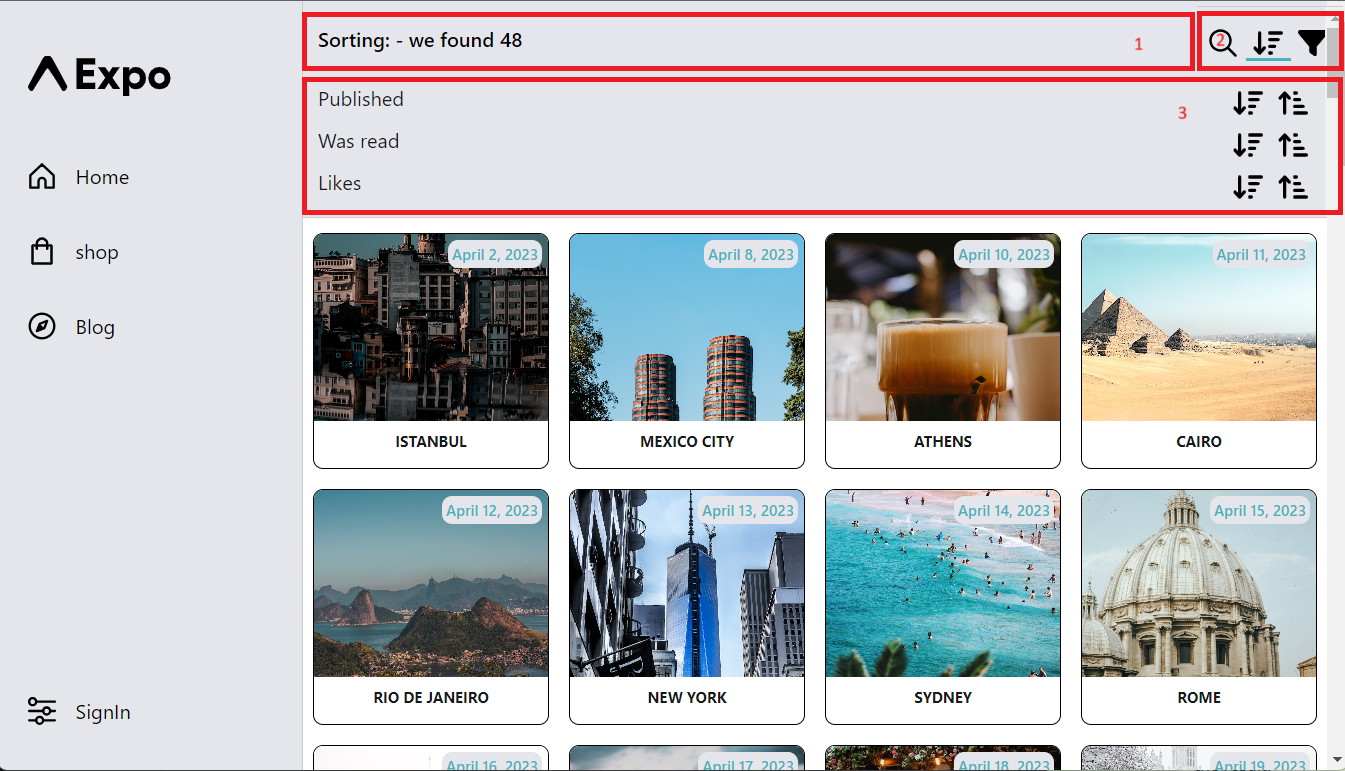 Expo
Home
shop
Blog
SignIn
Sorting: - we found 48
1
2
Published
3
Was read
Likes
April 2, 2023
April 8, 2023
April 10, 2023
April 11, 2023
ISTANBUL
MEXICO CITY
ATHENS
CAIRO
April 12, 2023
April 13, 2023
April 14, 2023
April 15, 2023
RIO DE JANEIRO
NEW YORK
SYDNEY
ROME
April 16, 2023
April 17, 2023
April 18, 2023
April 19, 2023